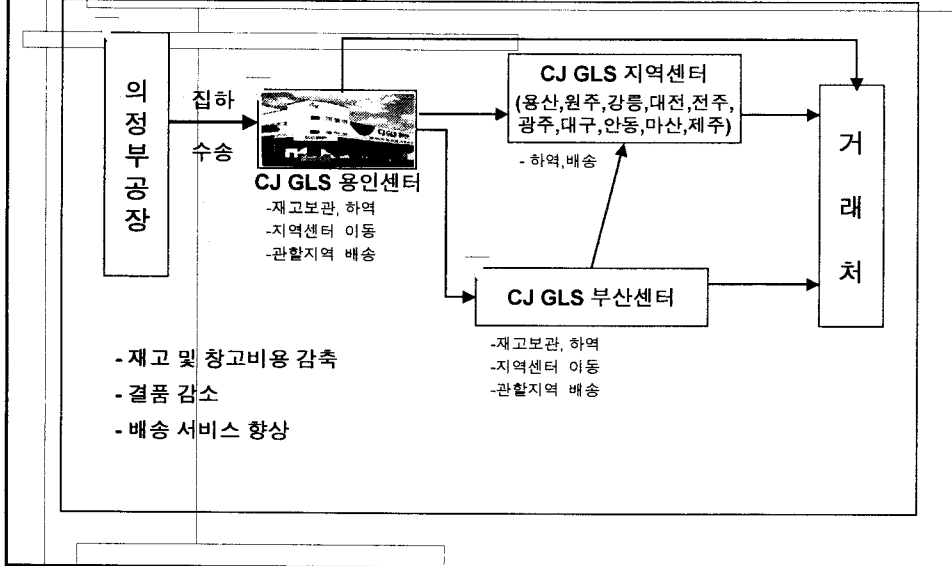 의정부공장
집하
수송
CJ GLS 용인센터
-재고보관, 하역
-지역센터 이동
-관할지역 배송
CJ GLS 지역센터
(용산,원주,강릉,대전,전주,
광주,대구,안동,마산,제주)
- 하역,배송
CJ GLS 부산센터
-재고보관, 하역
-지역센터 이동
-관할지역 배송
거래처
- 재고 및 창고비용 감축
- 결품 감소
- 배송 서비스 향상